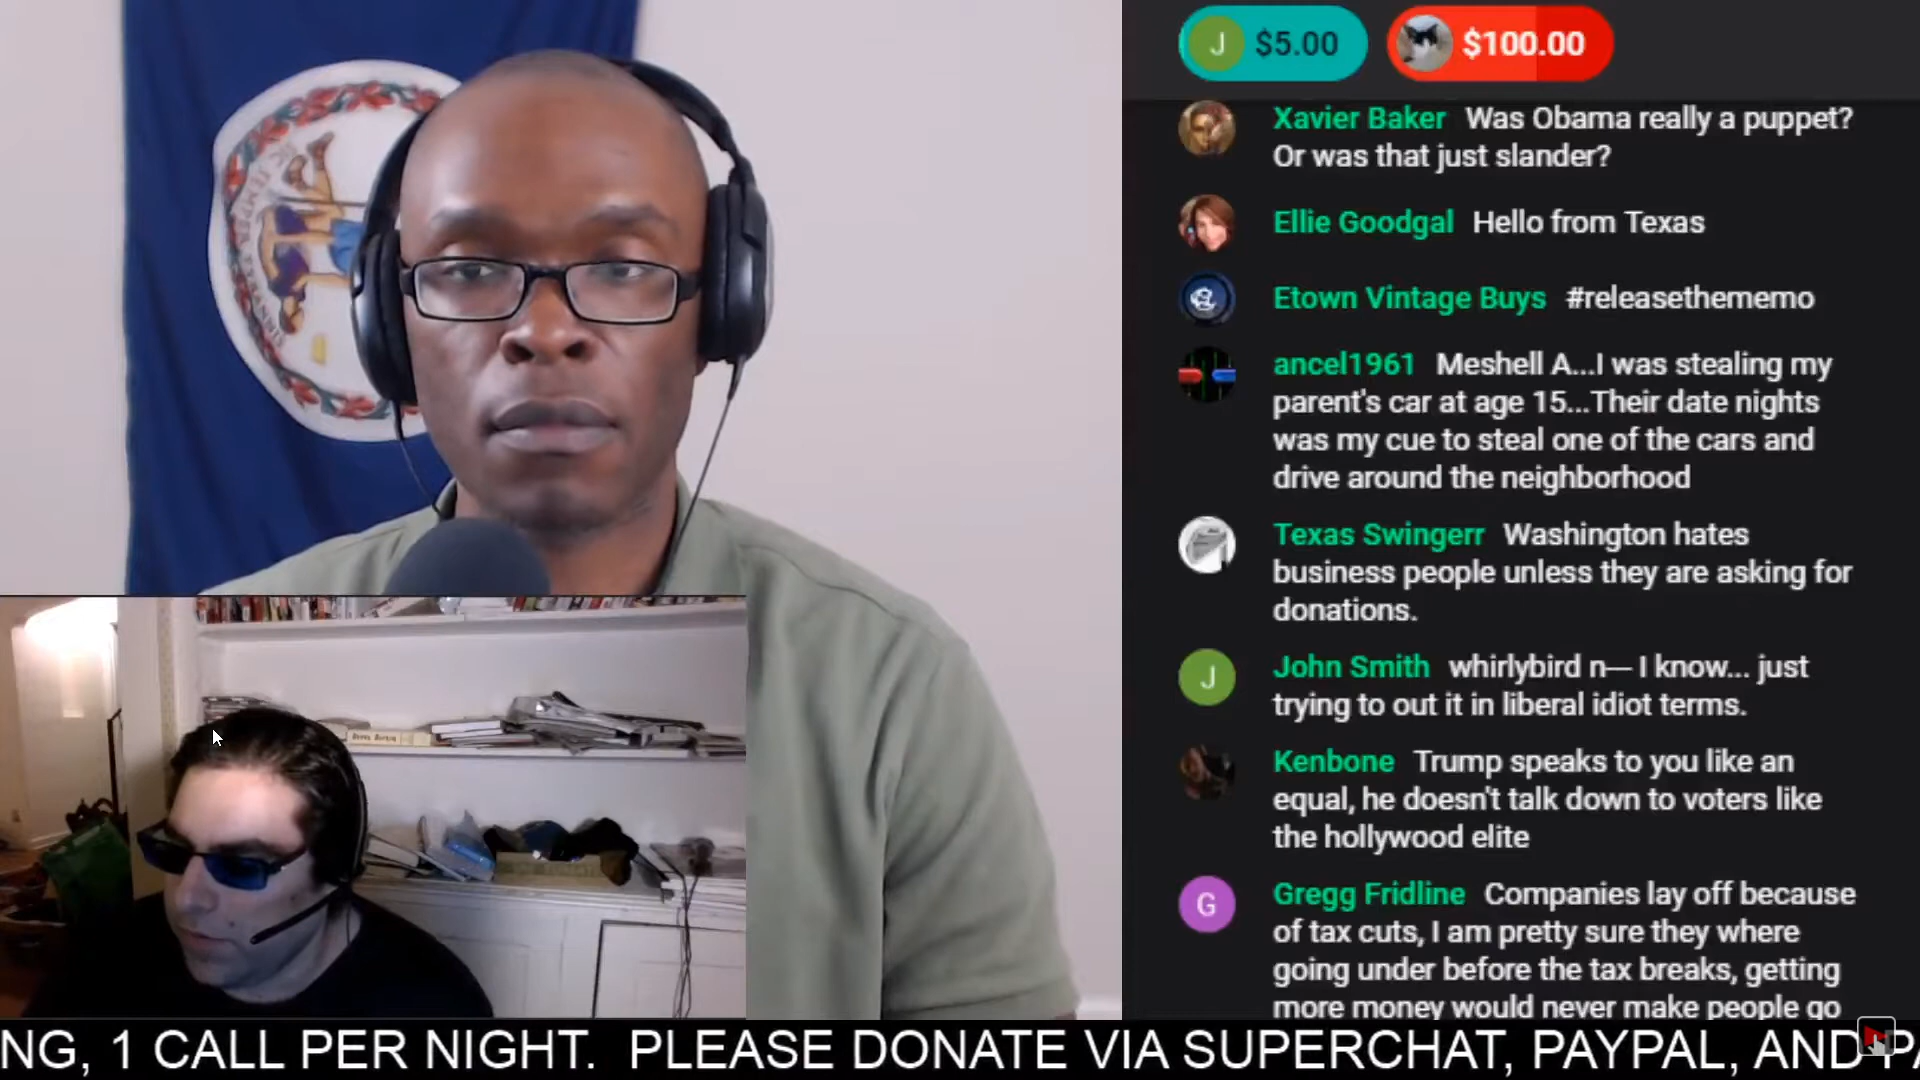 J $5.00 $100.00
Xavier Baker Was Obama really a puppet?
Or was that just slander?
Ellie Goodgal Hello from Texas
Etown Vintage Buys #releasethememo
ancel1961 Meshell A...I was stealing my
parent's car at age 15...Their date nights
was my cue to steal one of the cars and
drive around the neighborhood
Texas Swingerr Washington hates
business people unless they are asking for
donations.
J John Smith whirlybird n— I know... just
trying to out it in liberal idiot terms.
Kenbone Trump speaks to you like an
equal, he doesn't talk down to voters like
the hollywood elite
G Gregg Fridline Companies lay off because
of tax cuts, I am pretty sure they where
going under before the tax breaks, getting
more money would never make people go
NG, 1 CALL PER NIGHT. PLEASE DONATE VIA SUPERCHAT, PAYPAL, AND PA